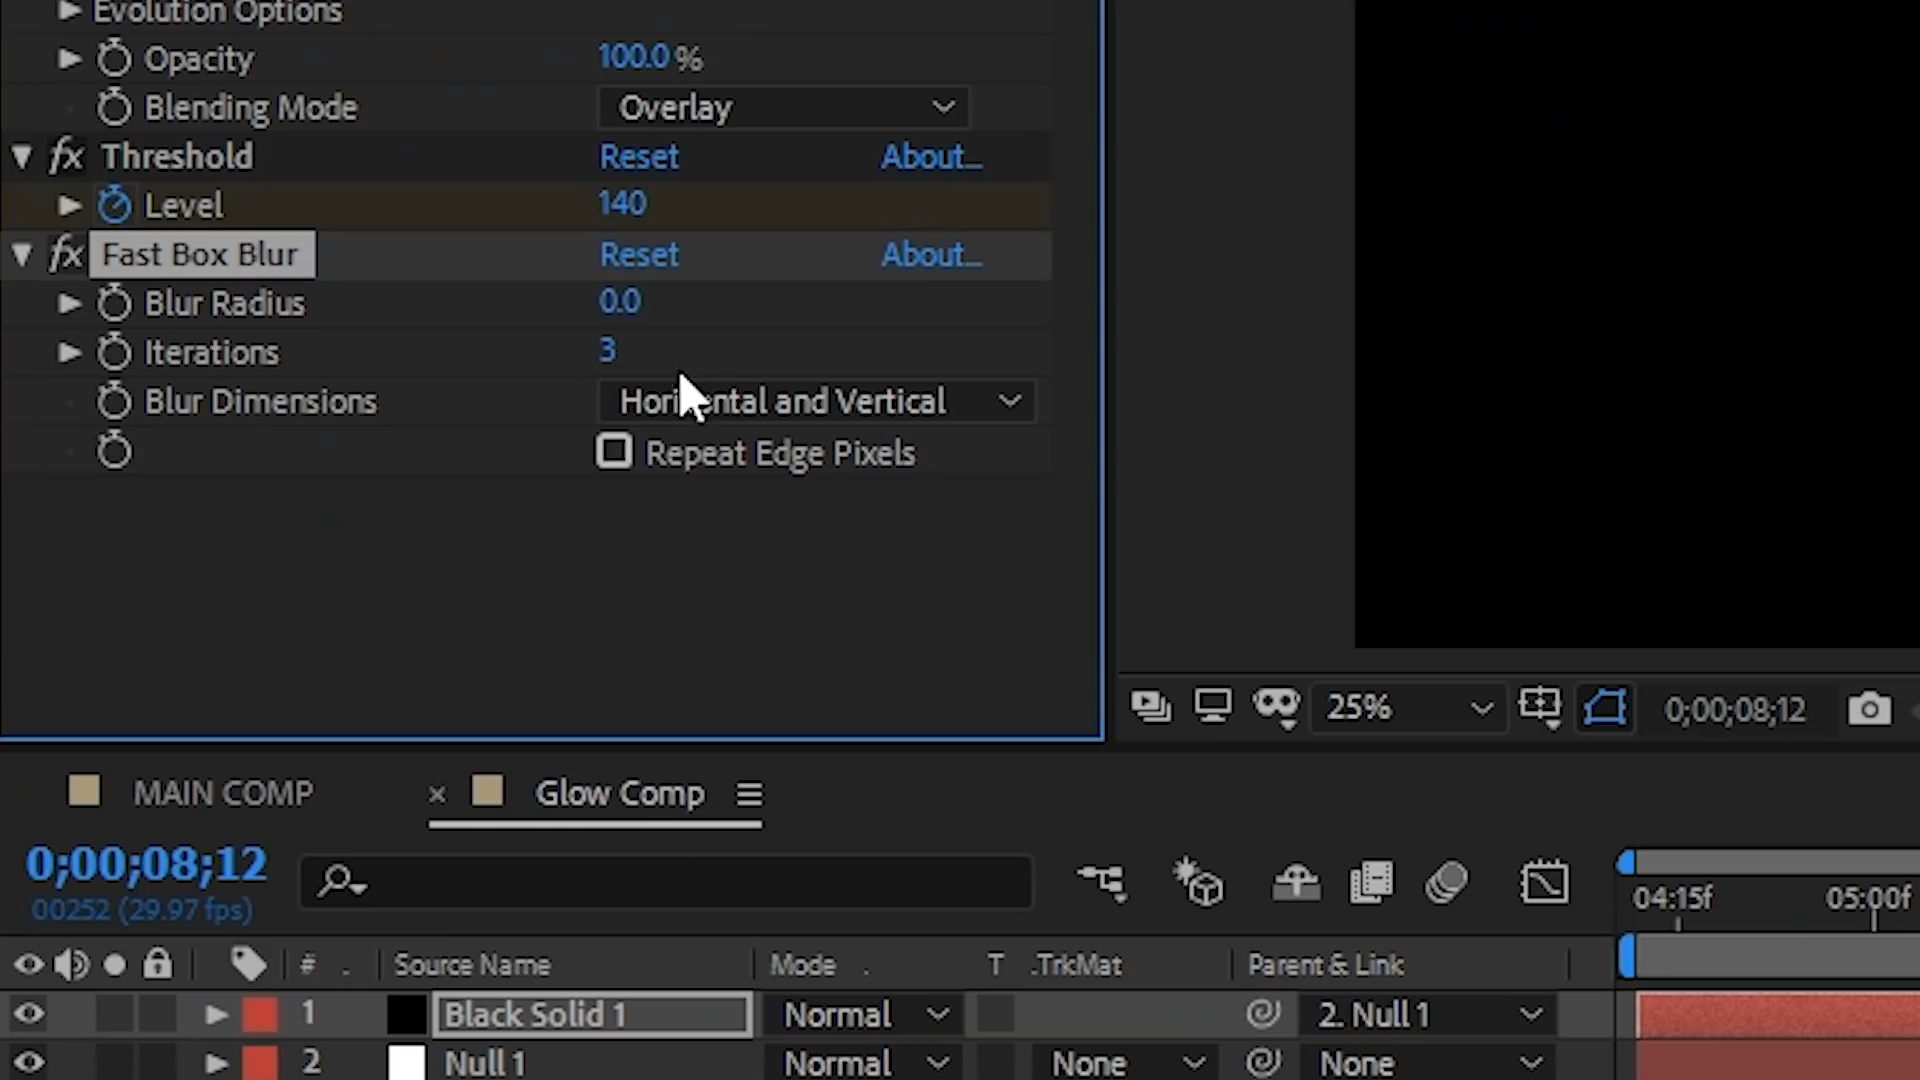 Evolution Options
Opacity 100.0 %
Blending Mode Overlay
fx Threshold Reset About...
Level 140
fx Fast Box Blur Reset About...
Blur Radius 0.0
Iterations 3
Blur Dimensions Horizontal and Vertical
Repeat Edge Pixels
25% 0;00;08;12
MAIN COMP × Glow Comp
0;00;08;12
00252 (29.97 fps)
04:15f 05:00f
# . Source Name Mode . T .TrkMat Parent & Link
1 Black Solid 1 Normal 2. Null 1
2 Null 1 Normal None None